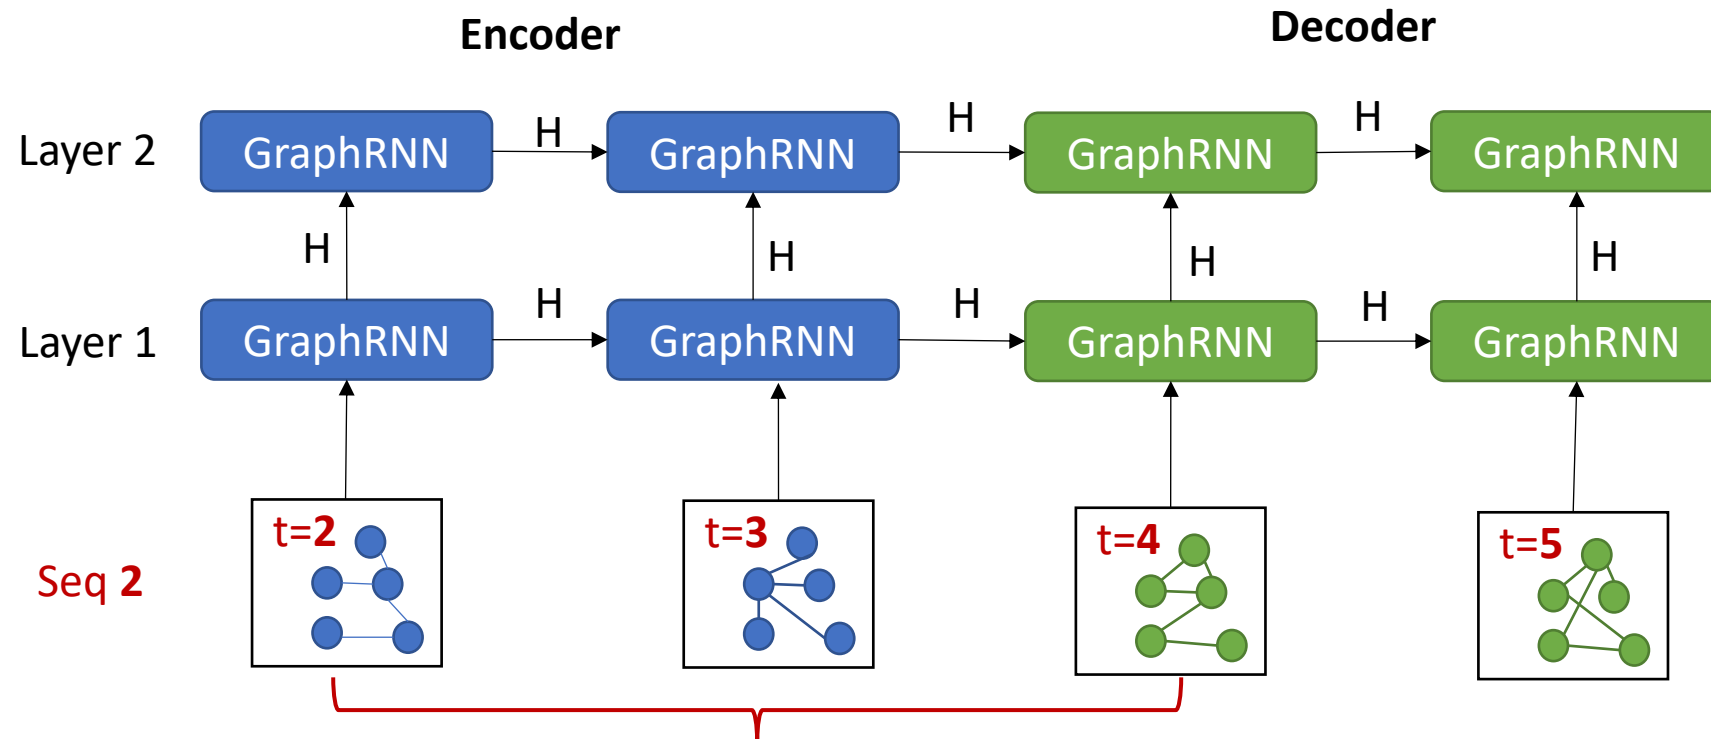 Encoder
Decoder
Layer 2
GraphRNN
H
GraphRNN
H
GraphRNN
H
GraphRNN
H
H
H
H
Layer 1
GraphRNN
H
GraphRNN
H
GraphRNN
H
GraphRNN
Seq 2
t=2
t=3
t=4
t=5